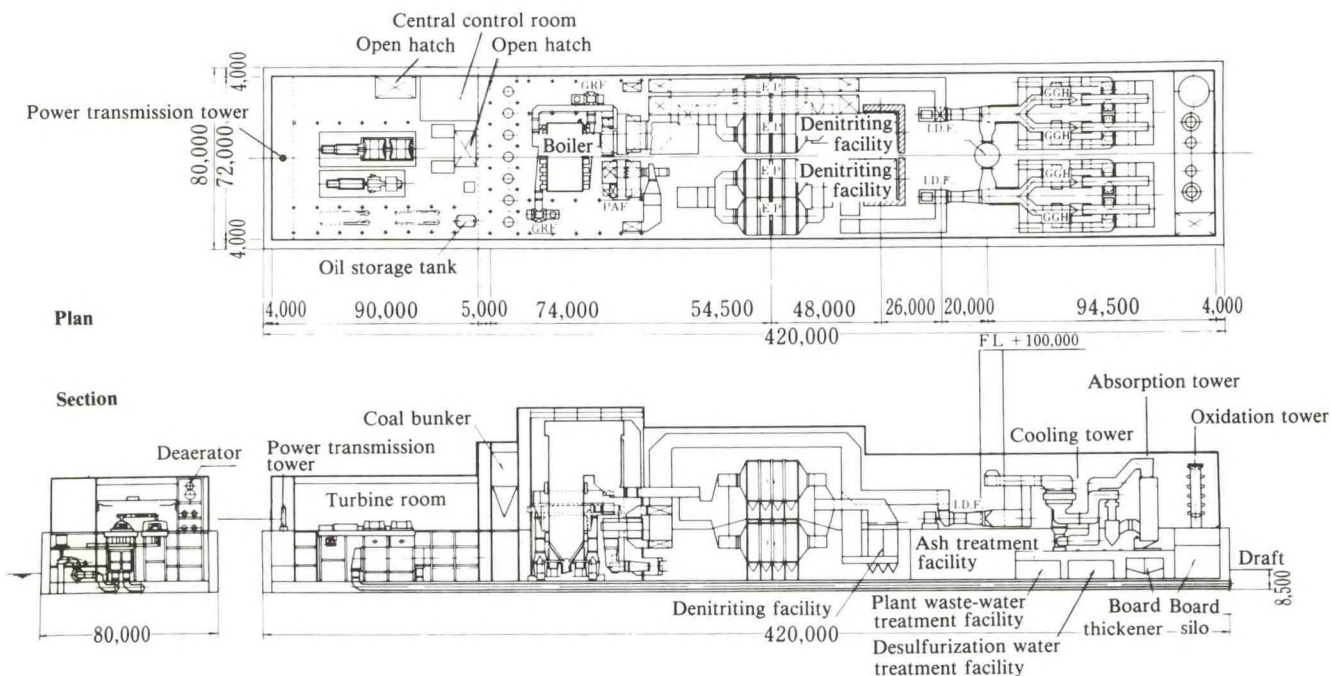 Central control room
Open hatch
Open hatch
4,000
Power transmission tower
80,000
72,000
4,000
GRF
Boiler
PAF
GRF
E P
E P
E P
E P
Denitriting
facility
Denitriting
facility
I.D.F.
I.D.F.
GGH
GGH
GGH
GGH
Oil storage tank
Plan
4,000
90,000
5,000
74,000
54,500
48,000
26,000
20,000
94,500
4,000
420,000
FL +100,000
Section
Deaerator
Power transmission
tower
Coal bunker
Turbine room
Absorption tower
Oxidation tower
Cooling tower
I.D.F
Ash treatment
facility
Draft
8,500
Denitriting facility
Plant waste-water
treatment facility
Desulfurization water
treatment facility
Board
thickener
Board
silo
80,000
420,000